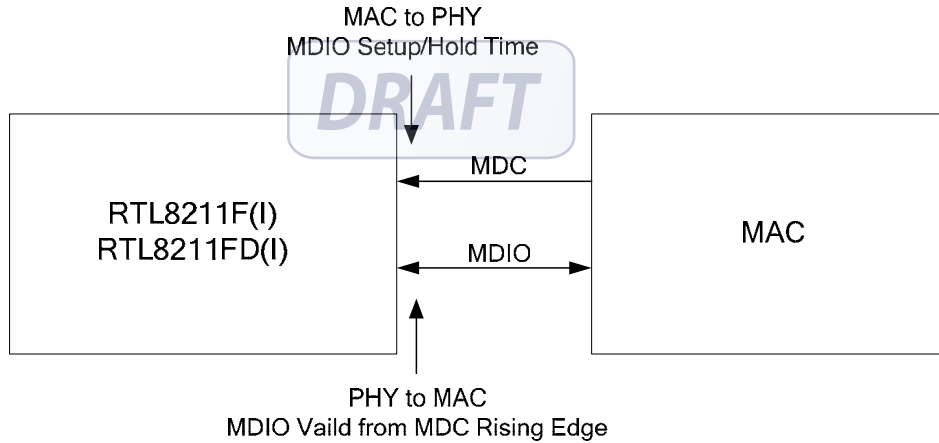 MAC to PHY
MDIO Setup/Hold Time
DRAFT
MDC
RTL8211F(I)
RTL8211FD(I)
MAC
MDIO
PHY to MAC
MDIO Vaild from MDC Rising Edge